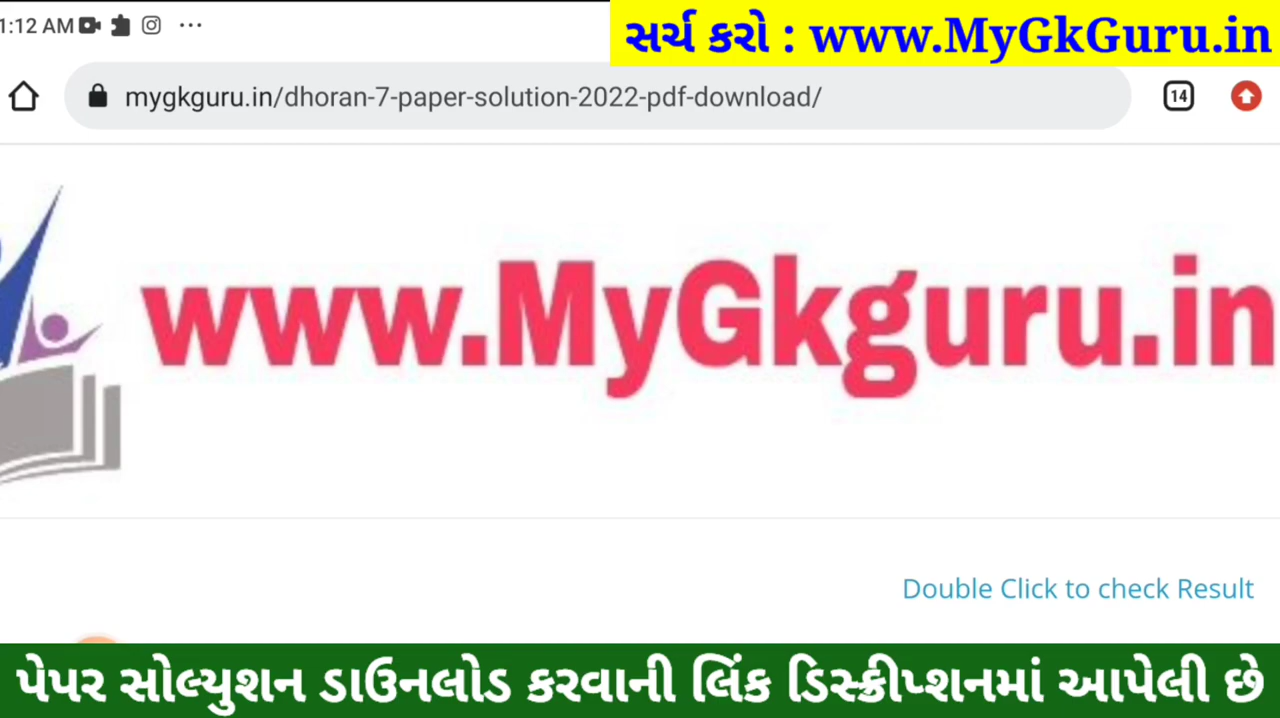 1:12 AM
સર્ચ કરો : www.MyGkGuru.in
mygkguru.in/dhoran-7-paper-solution-2022-pdf-download/
14
www.MyGkguru.in
Double Click to check Result
પેપર સોલ્યુશન ડાઉનલોડ કરવાની લિંક ડિસ્ક્રીપ્શનમાં આપેલી છે